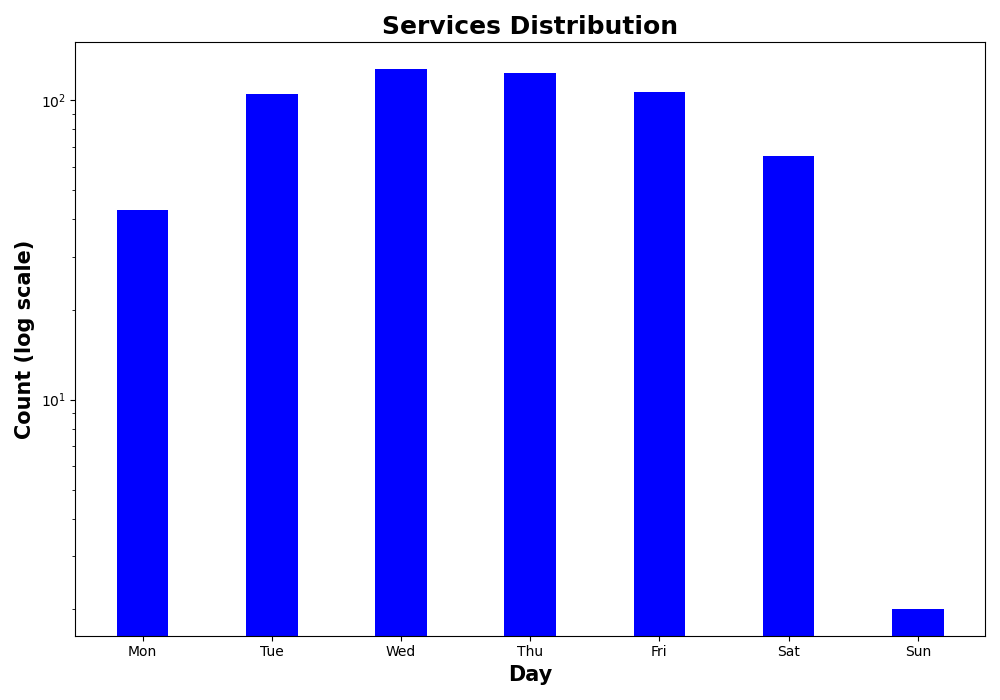 Services Distribution
Count (log scale)
10²
10¹
Mon Tue Wed Thu Fri Sat Sun
Day